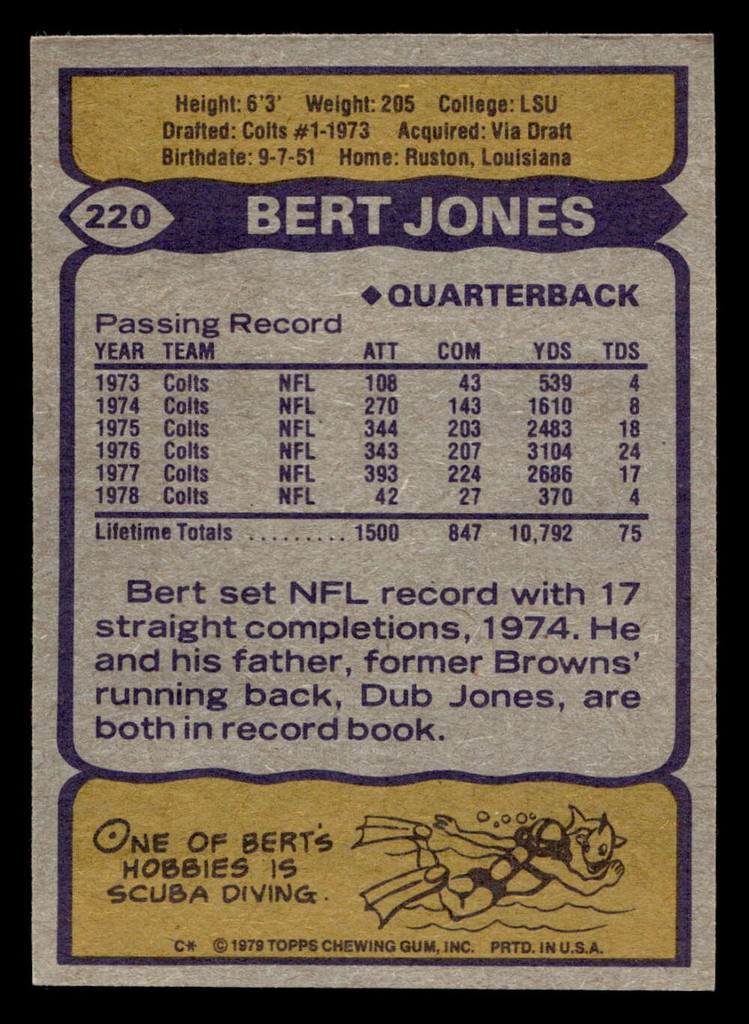 Height: 6'3' Weight: 205 College: LSU
Drafted: Colts #1-1973 Acquired: Via Draft
Birthdate: 9-7-51 Home: Ruston, Louisiana
220 BERT JONES
◆QUARTERBACK
Passing Record
YEAR TEAM ATT COM YDS TDS
1973 Colts NFL 108 43 539 4
1974 Colts NFL 270 143 1610 8
1975 Colts NFL 344 203 2483 18
1976 Colts NFL 343 207 3104 24
1977 Colts NFL 393 224 2686 17
1978 Colts NFL 42 27 370 4
Lifetime Totals ......... 1500 847 10,792 75
Bert set NFL record with 17
straight completions, 1974. He
and his father, former Browns'
running back, Dub Jones, are
both in record book.
ONE OF BERT'S
HOBBIES IS
SCUBA DIVING.
C* © 1979 TOPPS CHEWING GUM, INC. PRTD. IN U.S.A.